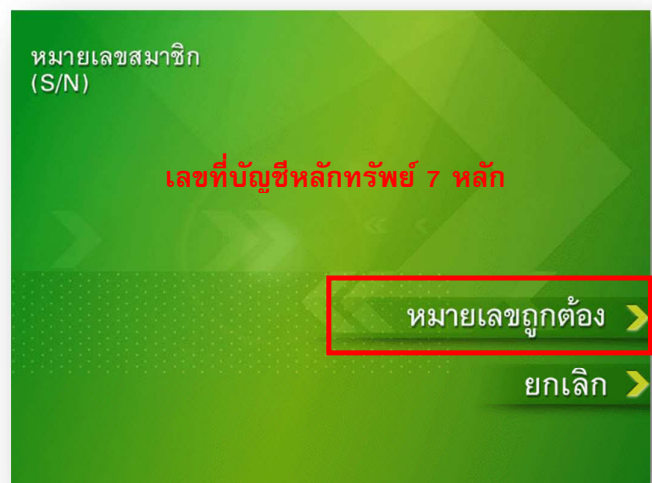 หมายเลขสมาชิก
(S/N)
เลขที่บัญชีหลักทรัพย์ 7 หลัก
หมายเลขถูกต้อง
ยกเลิก